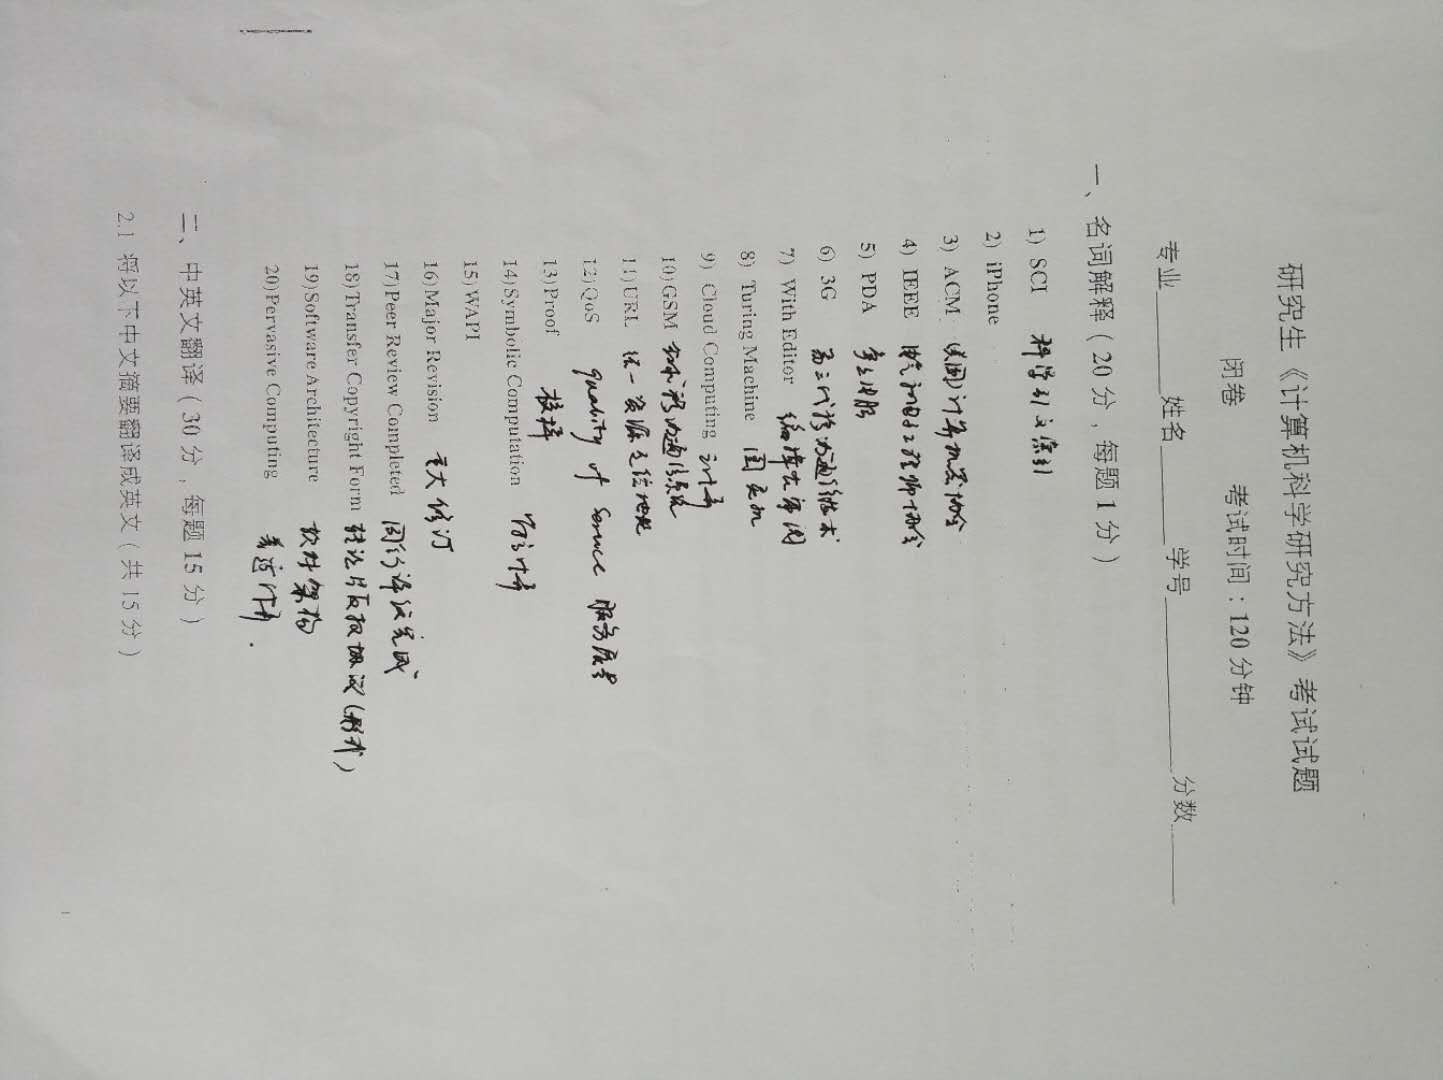 研究生《计算机科学研究方法》考试试题
闭卷 考试时间：120 分钟
专业________姓名________学号______________分数______
一、名词解释（20 分，每题 1 分）
1) SCI 科学引文索引
2) iPhone
3) ACM （美国）计算机器协会
4) IEEE 电气和电子工程师协会
5) PDA 掌上电脑
6) 3G 第三代移动通信技术
7) With Editor 编辑在审阅
8) Turing Machine 图灵机
9) Cloud Computing 云计算
10)GSM 全球移动通信系统
11)URL 统一资源定位地址
12)QoS quality of Service 服务质量
13)Proof 校样
14)Symbolic Computation 符号计算
15)WAPI
16)Major Revision 重大修订
17)Peer Review Completed 同行评议完成
18)Transfer Copyright Form 转让版权协议（形式）
19)Software Architecture 软件架构
20)Pervasive Computing 普适计算.
二、中英文翻译（30 分，每题 15 分）
2.1 将以下中文摘要翻译成英文（共 15 分）
1